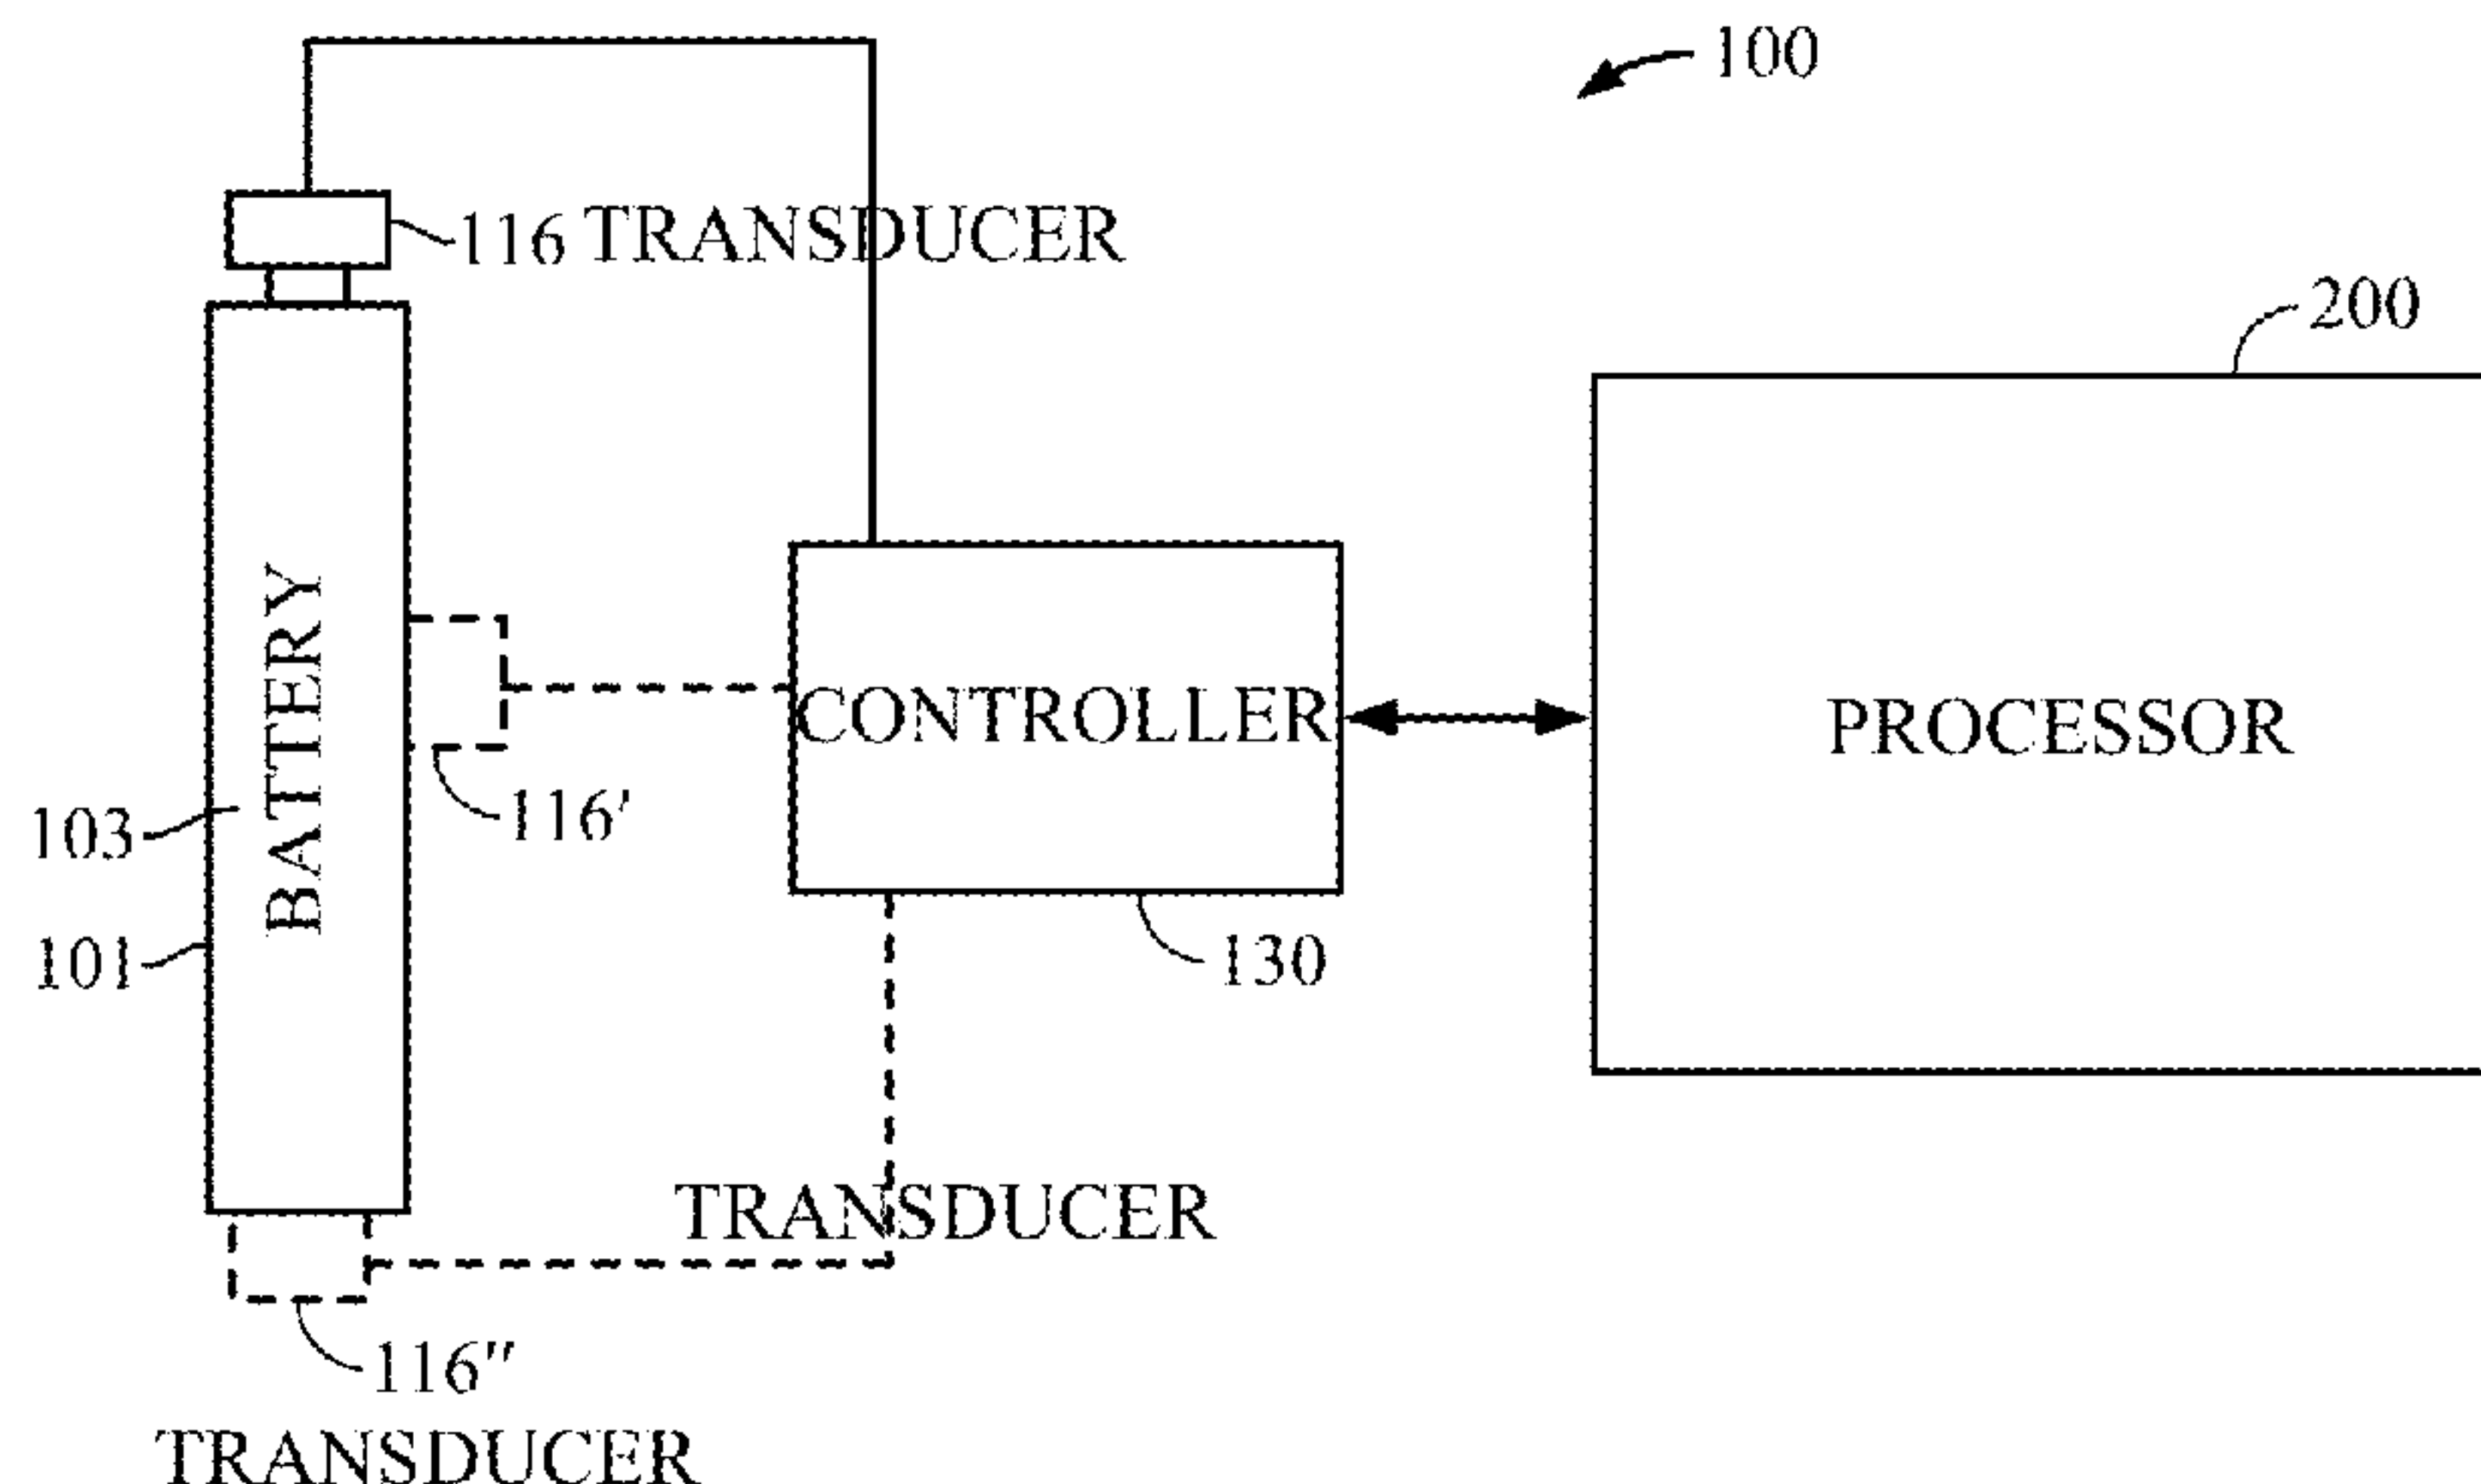 100
116 TRANSDUCER
200
BATTERY
CONTROLLER
PROCESSOR
103
116'
101
130
TRANSDUCER
116"
TRANSDUCER